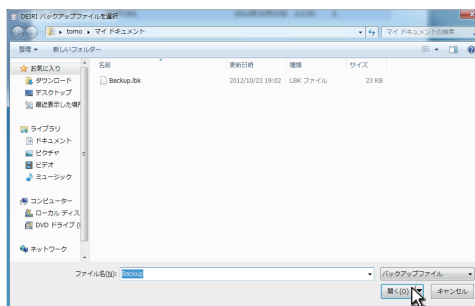 DEIRI バックアップファイルを選択
tomo ▸ マイ ドキュメント
マイ ドキュメントの検索
整理 ▼ 新しいフォルダー
名前 更新日時 種類 サイズ
Backup.lbk 2012/10/23 19:02 LBK ファイル 23 KB
お気に入り
ダウンロード
デスクトップ
最近表示した場所
ライブラリ
ドキュメント
ピクチャ
ビデオ
ミュージック
コンピューター
ローカル ディス
DVD ドライブ (
ネットワーク
ファイル名(N): Backup
バックアップファイル
開く(O) キャンセル